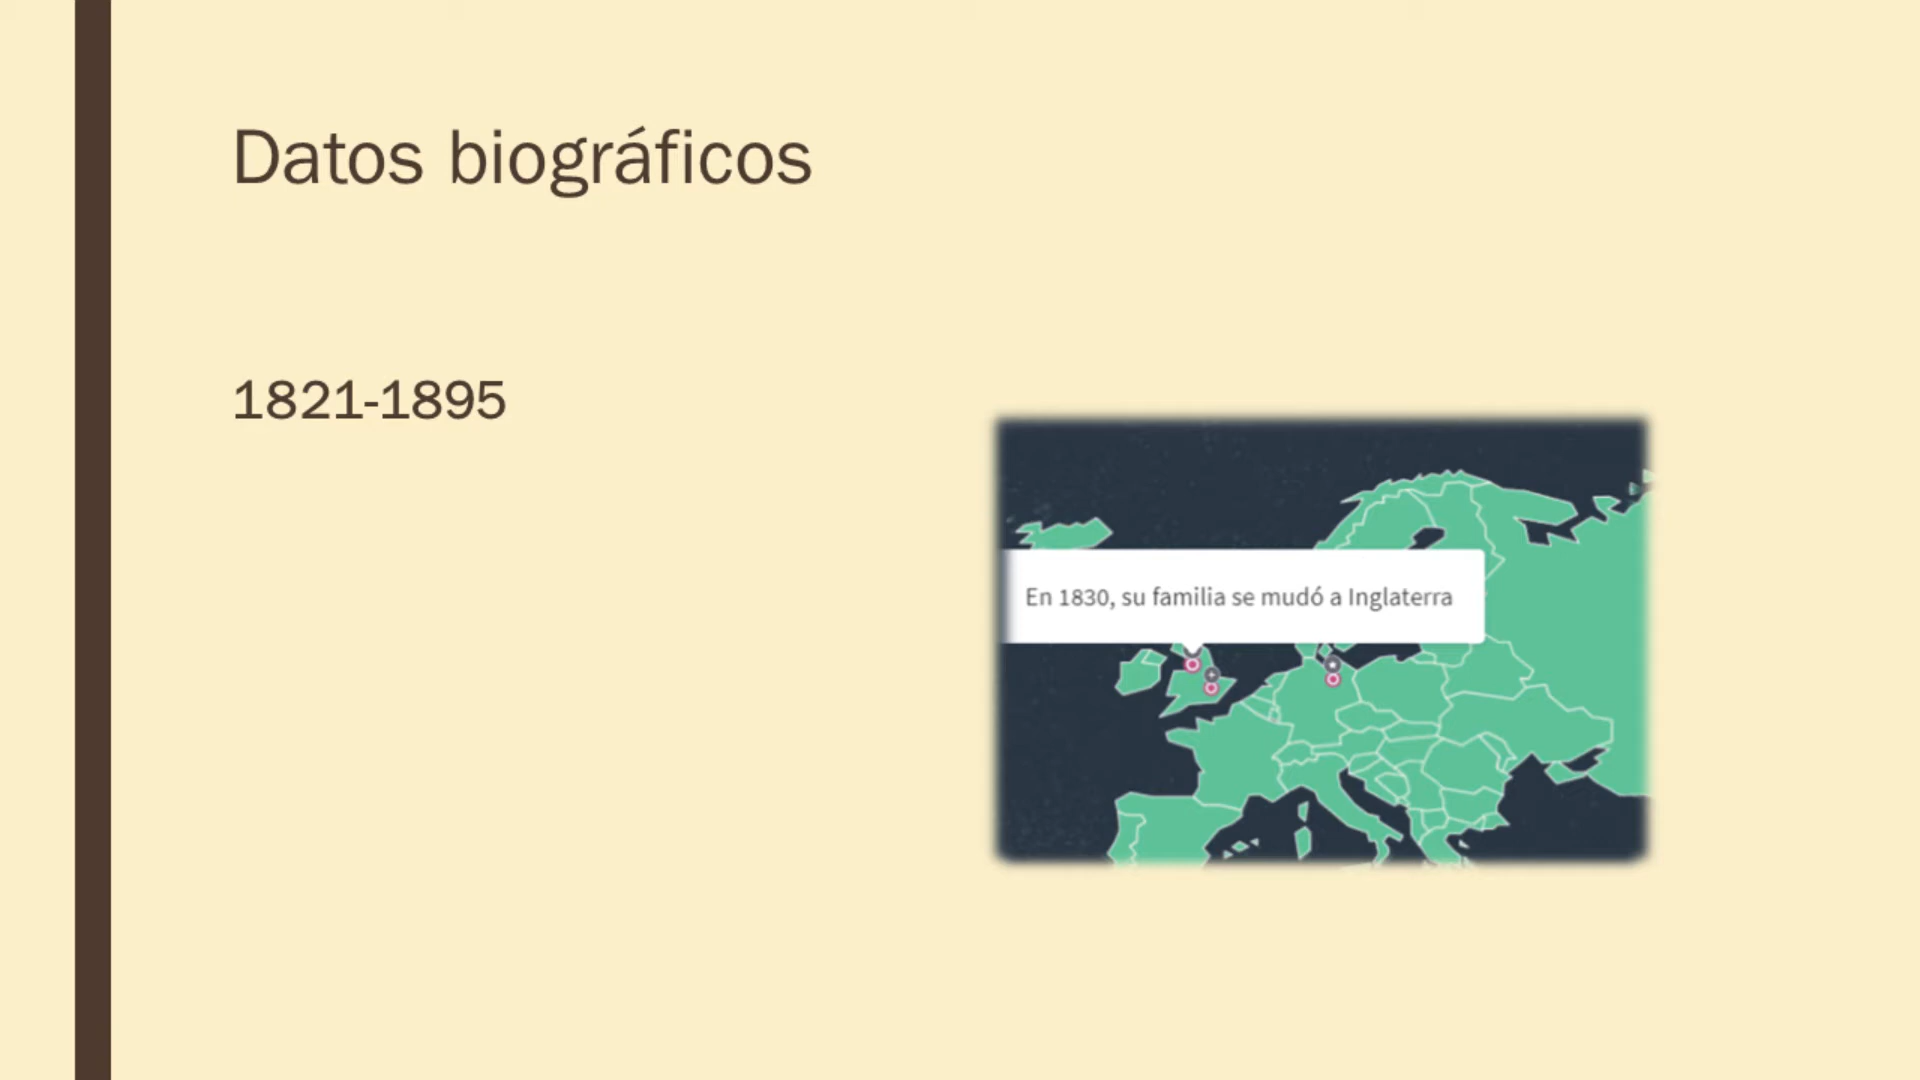 Datos biográficos
1821-1895
En 1830, su familia se mudó a Inglaterra